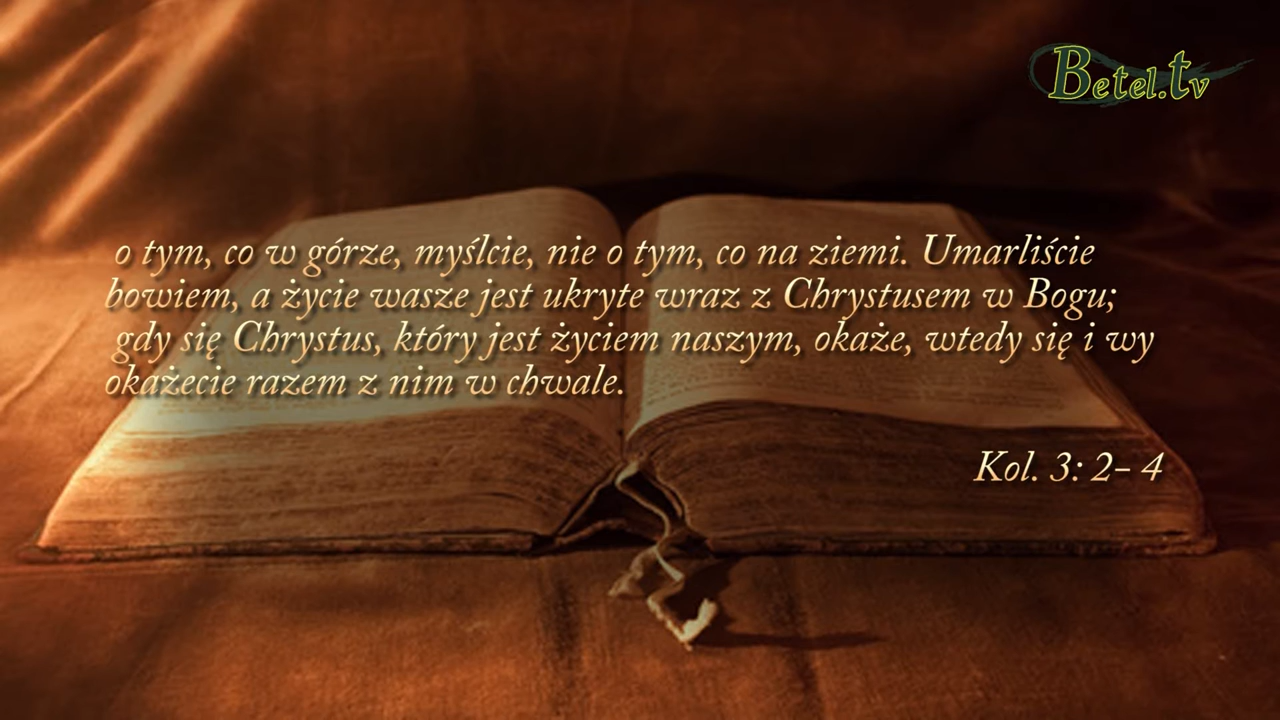 Betel.tv
o tym, co w górze, myślcie, nie o tym, co na ziemi. Umarliście
bowiem, a życie wasze jest ukryte wraz z Chrystusem w Bogu;
gdy się Chrystus, który jest życiem naszym, okaże, wtedy się i wy
okażecie razem z nim w chwale.
Kol. 3: 2- 4